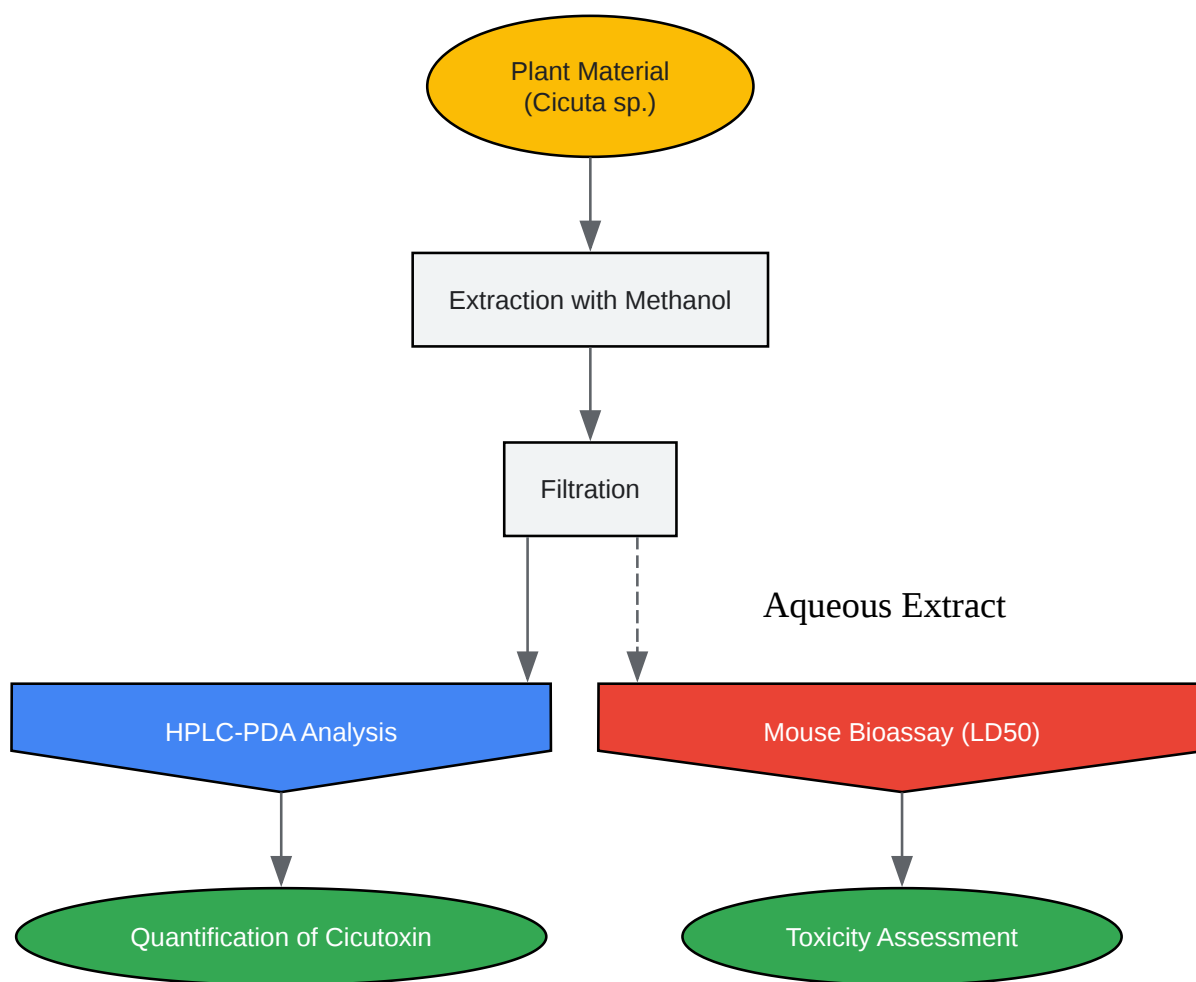 Plant Material
(Cicuta sp.)
Extraction with Methanol
Filtration
Aqueous Extract
HPLC-PDA Analysis
Mouse Bioassay (LD50)
Quantification of Cicutoxin
Toxicity Assessment